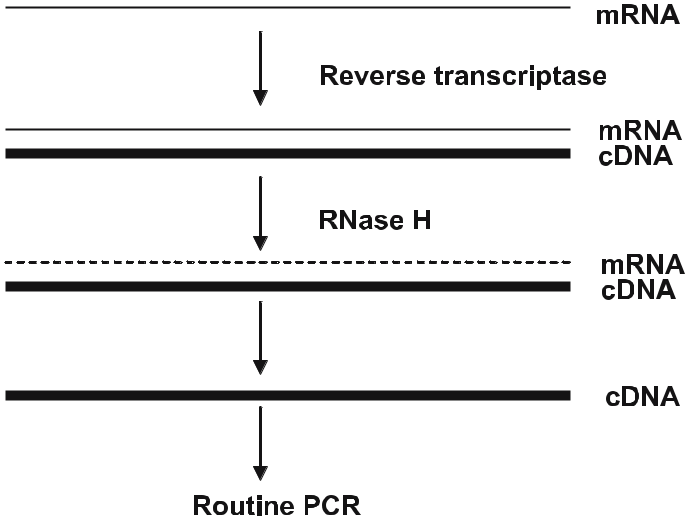 mRNA
Reverse transcriptase
mRNA
cDNA
RNase H
mRNA
cDNA
cDNA
Routine PCR